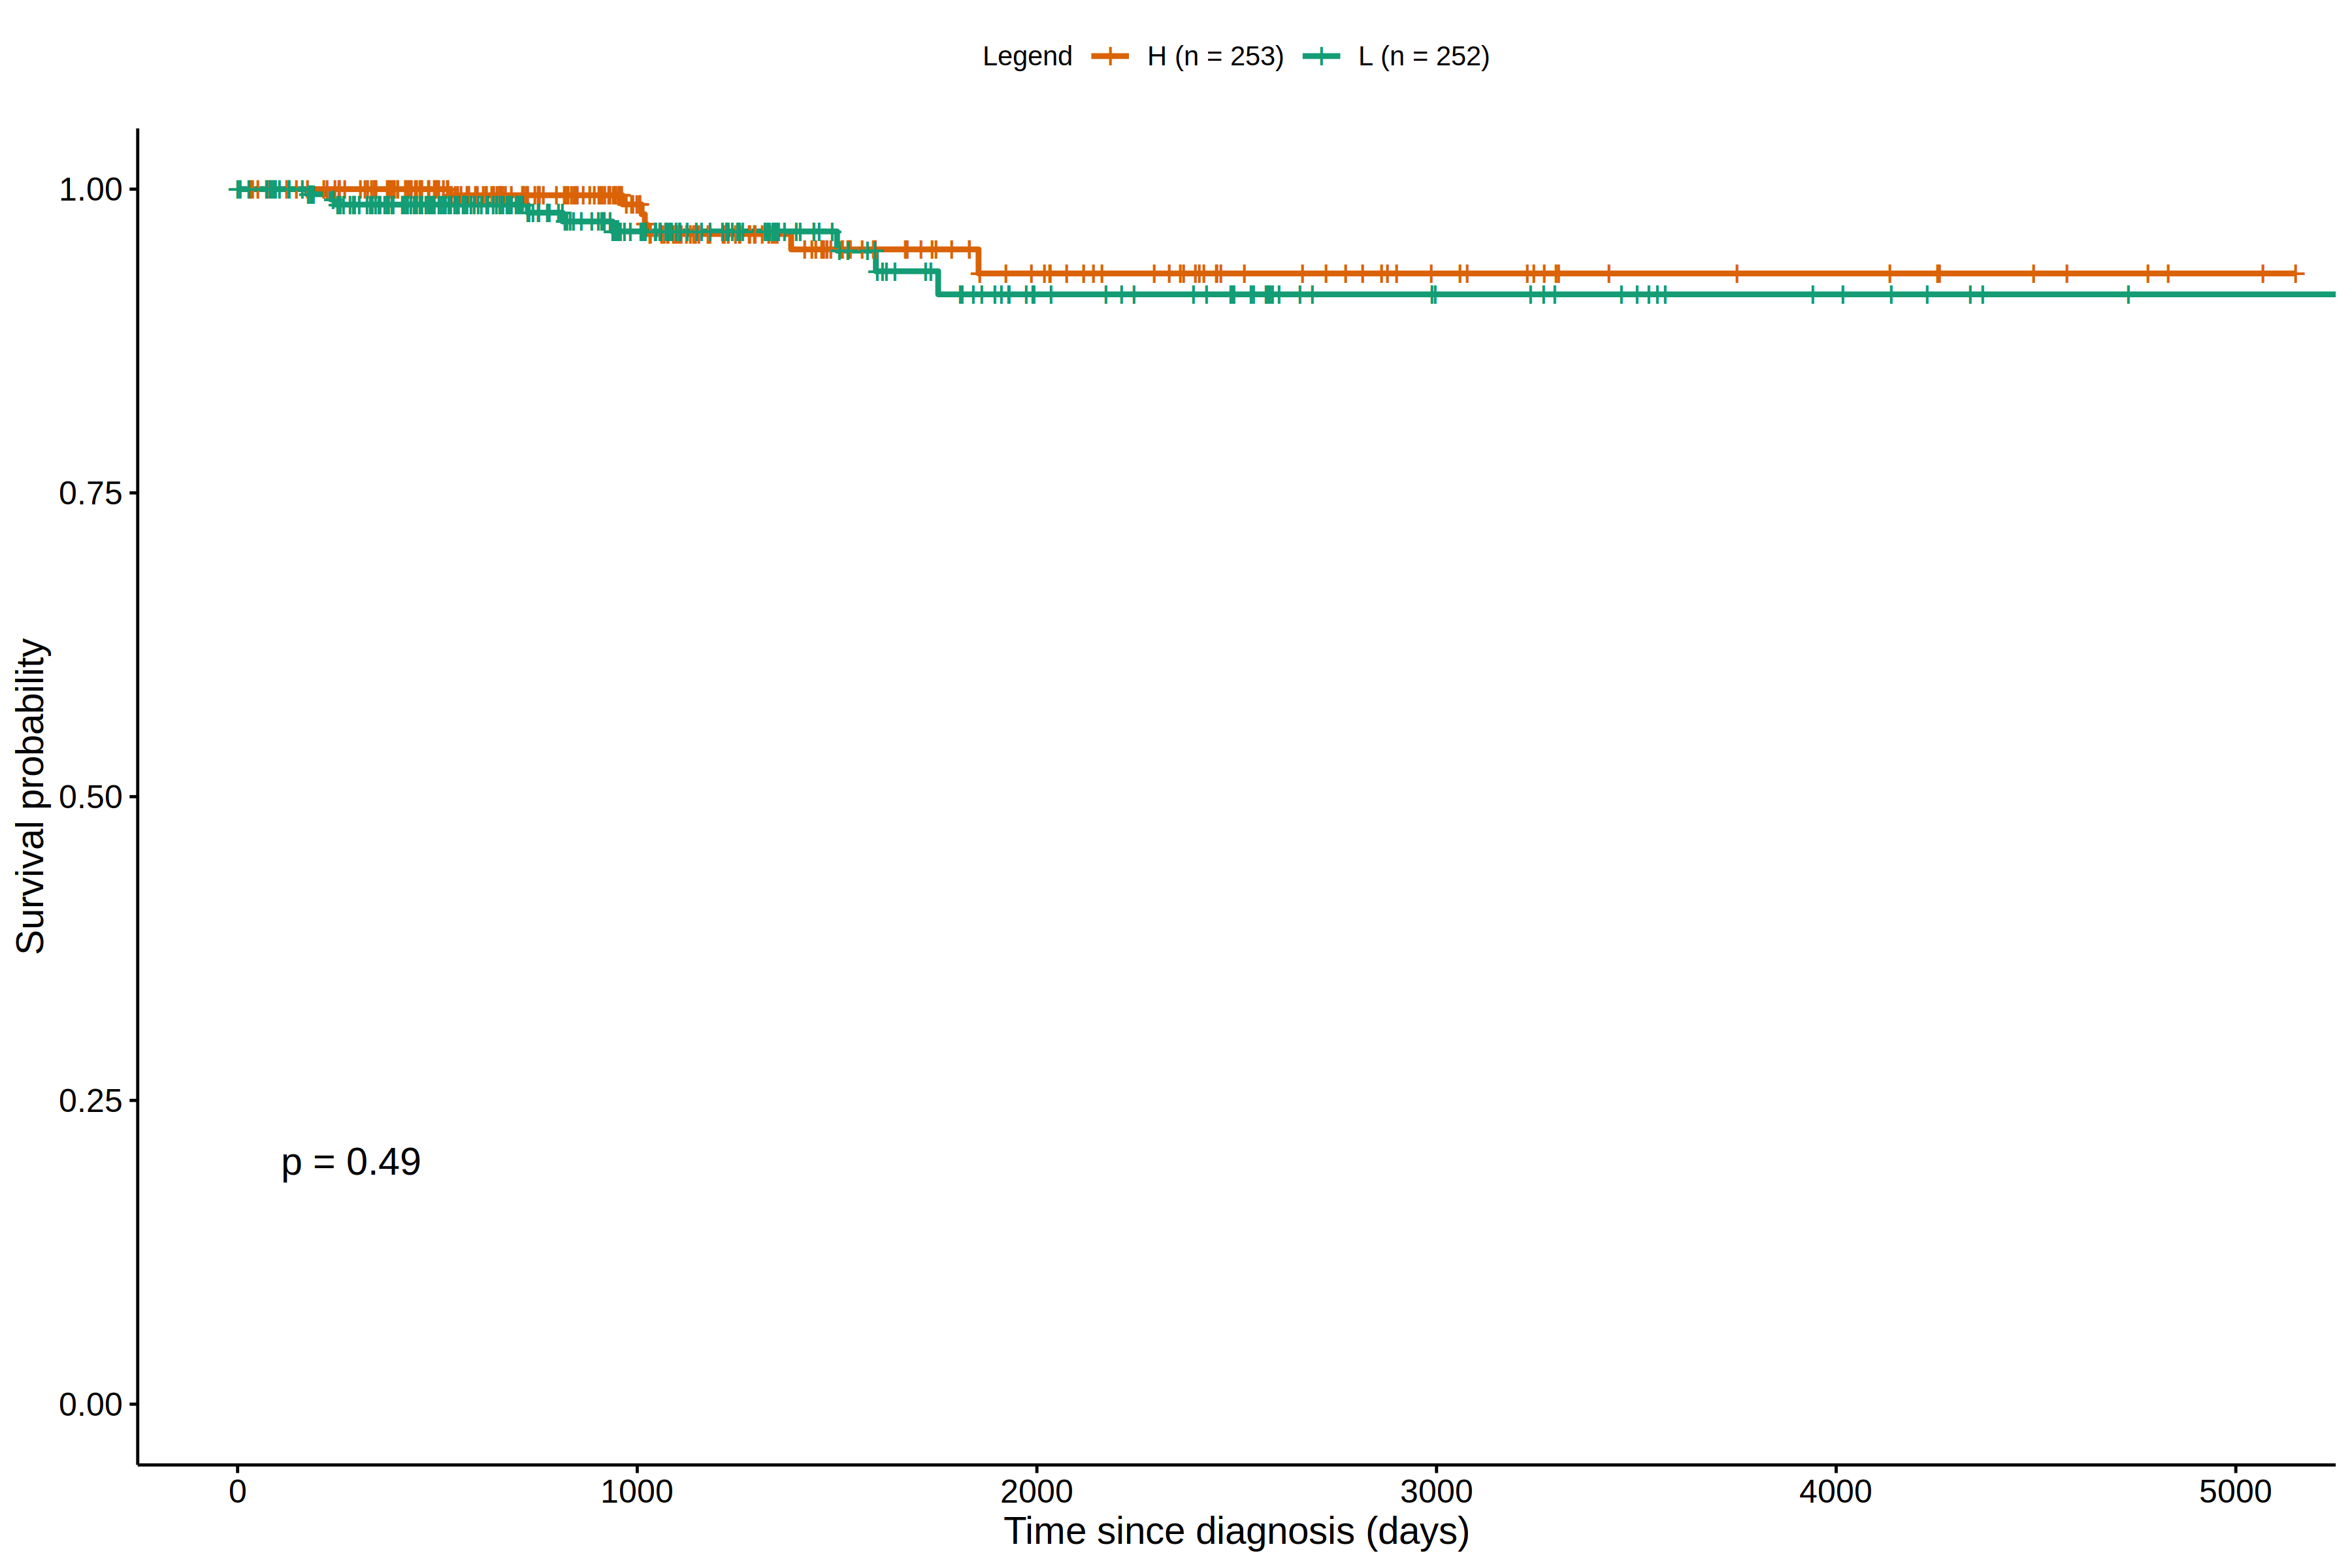 Legend H (n = 253) L (n = 252)
1.00
0.75
0.50
0.25
0.00
Survival probability
p = 0.49
0 1000 2000 3000 4000 5000
Time since diagnosis (days)